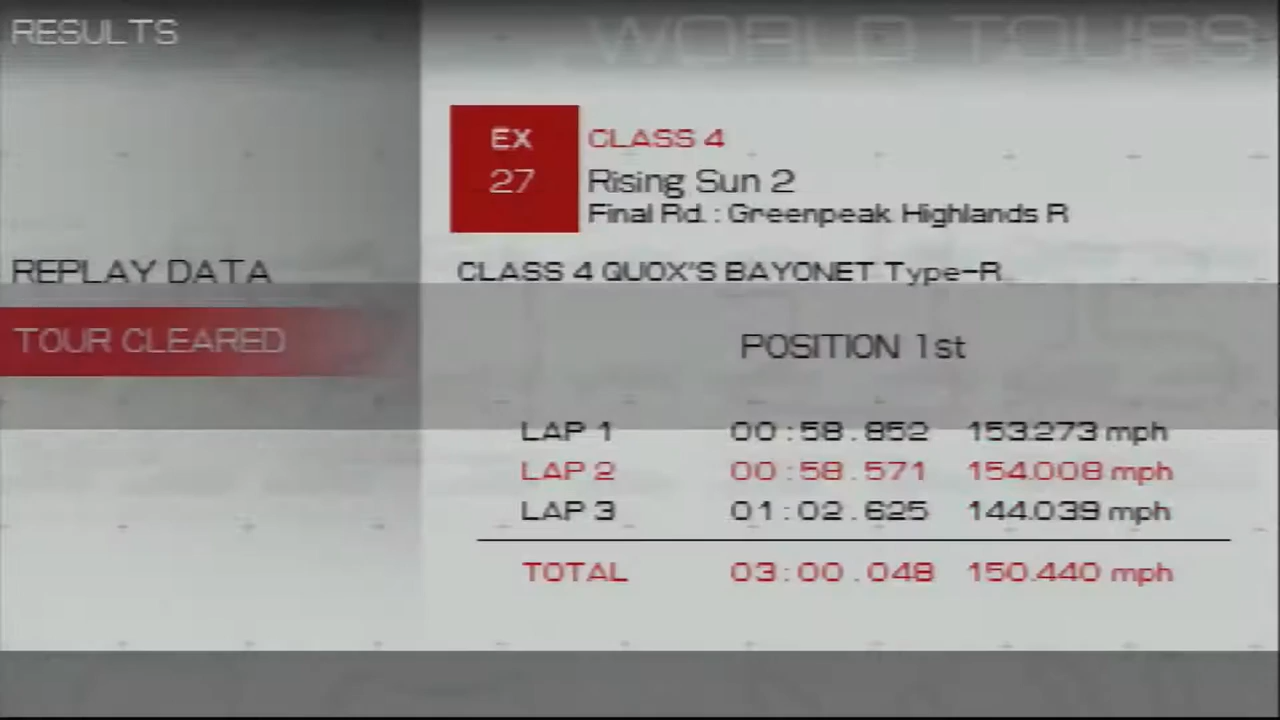 RESULTS
WORLD TOURS
EX
27
CLASS 4
Rising Sun 2
Final Rd. : Greenpeak Highlands R
REPLAY DATA
CLASS 4 QUOX'S BAYONET Type-R
TOUR CLEARED
POSITION 1st
LAP 1 00:58.852 153.273 mph
LAP 2 00:58.571 154.008 mph
LAP 3 01:02.625 144.039 mph
TOTAL 03:00.048 150.440 mph